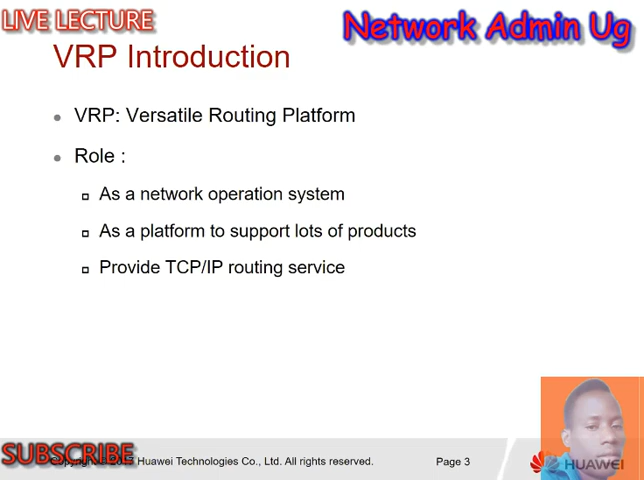 LIVE LECTURE
Network Admin Ug
VRP Introduction
VRP: Versatile Routing Platform
Role :
As a network operation system
As a platform to support lots of products
Provide TCP/IP routing service
SUBSCRIBE
Huawei Technologies Co., Ltd. All rights reserved.
Page 3
HUAWEI